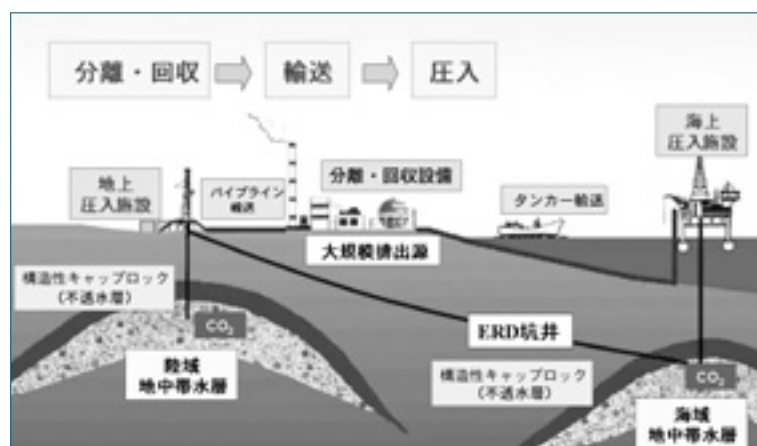 分離・回収
輸送
圧入
海上
圧入施設
地上
圧入施設
パイプライン
輸送
分離・回収設備
タンカー輸送
大規模排出源
構造性キャップロック
(不透水層)
CO2
ERD坑井
陸域
地中帯水層
構造性キャップロック
(不透水層)
CO2
海域
地中帯水層